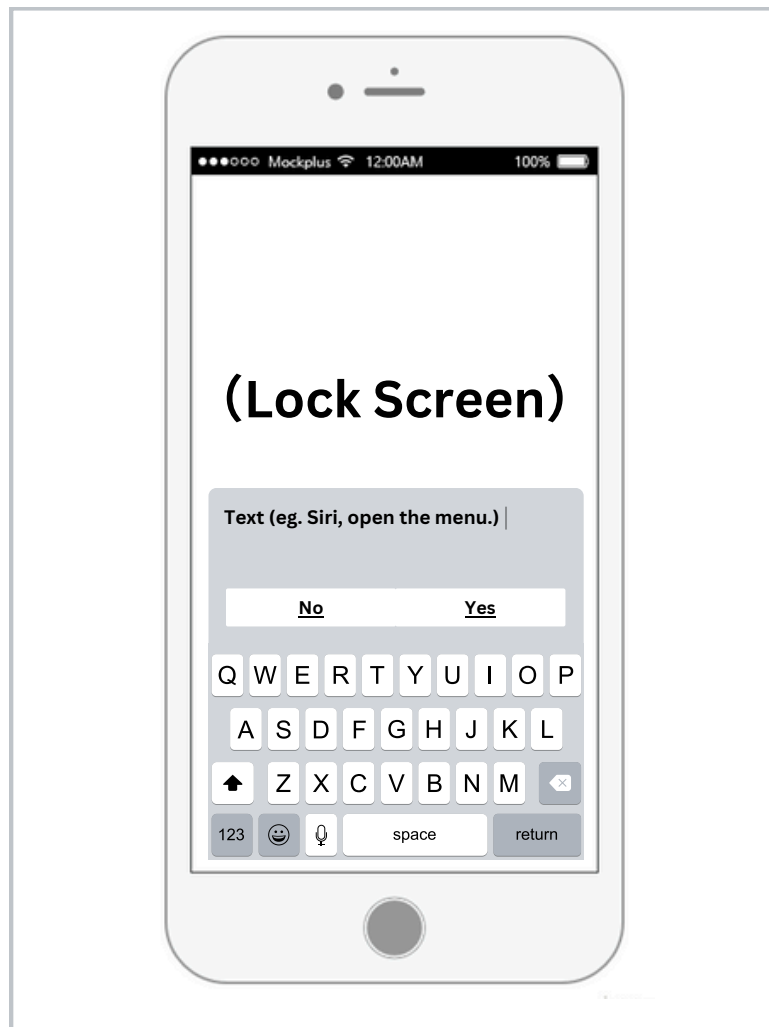 Mockplus 12:00AM 100%
(Lock Screen)
Text (eg. Siri, open the menu.)
No Yes
Q W E R T Y U I O P
A S D F G H J K L
Z X C V B N M
123 space return